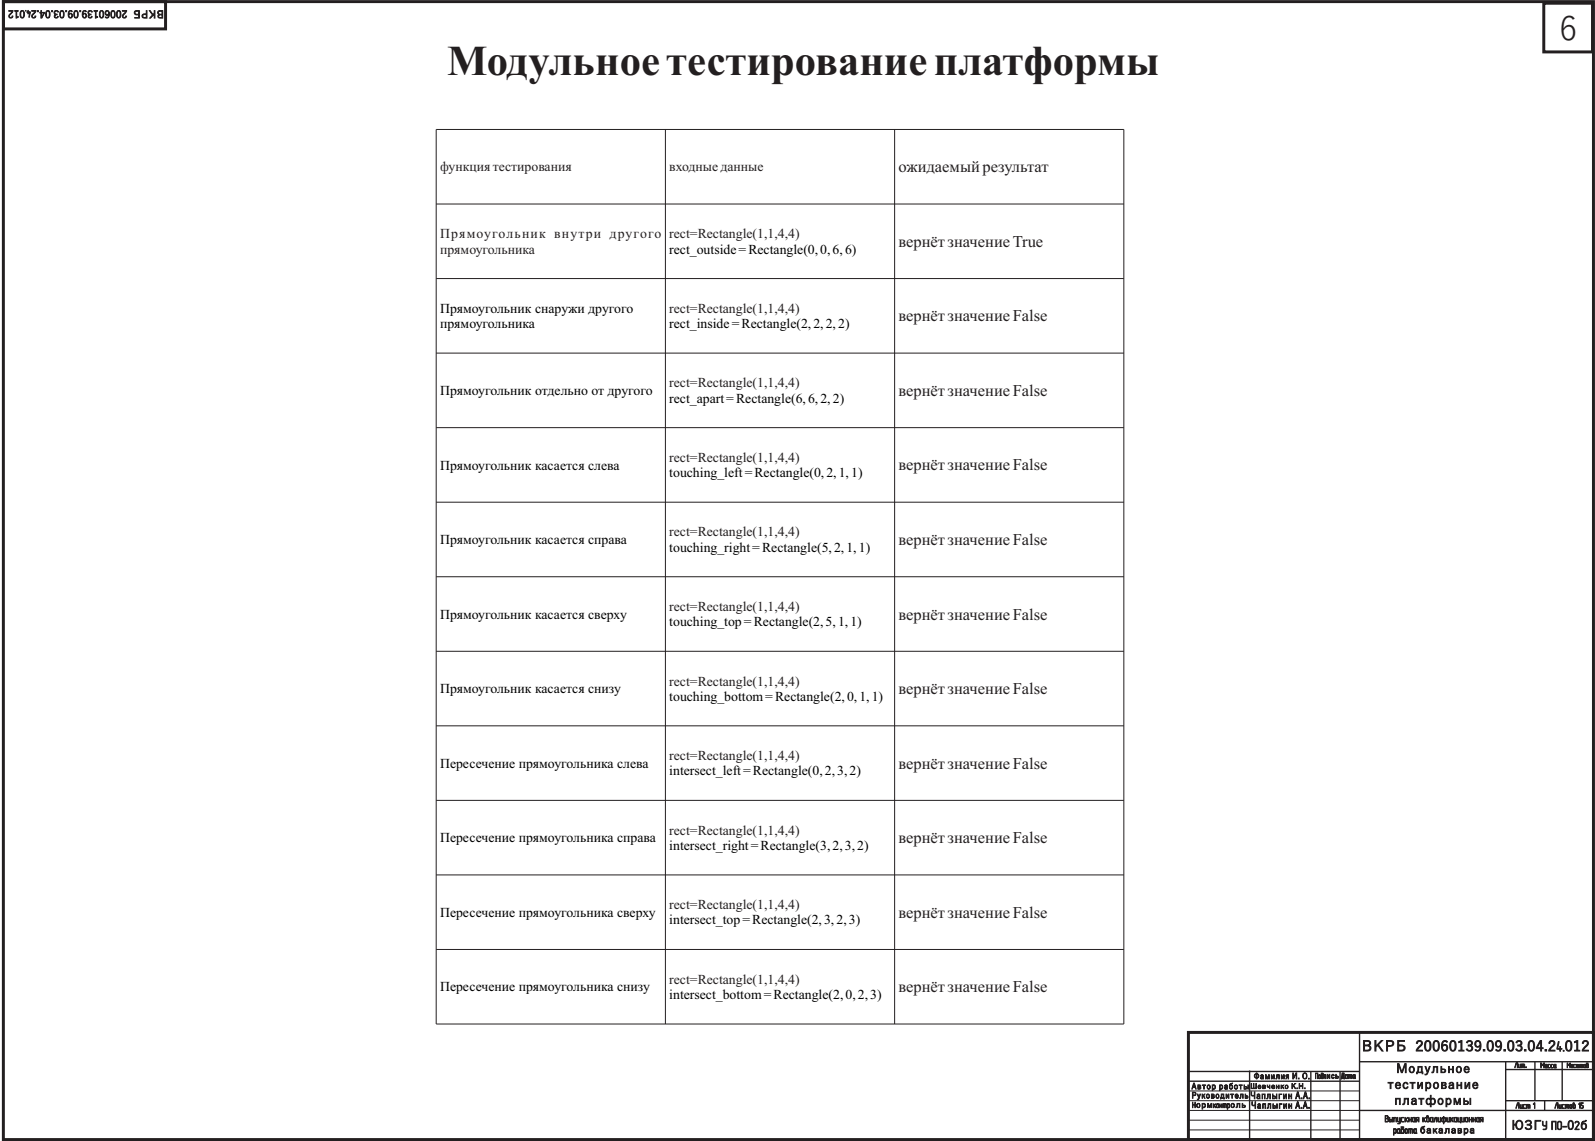 ВКРБ 20060139.09.03.04.24.012
6
Модульное тестирование платформы
функция тестирования
входные данные
ожидаемый результат
Прямоугольник внутри другого
прямоугольника
rect=Rectangle(1,1,4,4)
rect_outside = Rectangle(0, 0, 6, 6)
вернёт значение True
Прямоугольник снаружи другого
прямоугольника
rect=Rectangle(1,1,4,4)
rect_inside = Rectangle(2, 2, 2, 2)
вернёт значение False
Прямоугольник отдельно от другого
rect=Rectangle(1,1,4,4)
rect_apart = Rectangle(6, 6, 2, 2)
вернёт значение False
Прямоугольник касается слева
rect=Rectangle(1,1,4,4)
touching_left = Rectangle(0, 2, 1, 1)
вернёт значение False
Прямоугольник касается справа
rect=Rectangle(1,1,4,4)
touching_right = Rectangle(5, 2, 1, 1)
вернёт значение False
Прямоугольник касается сверху
rect=Rectangle(1,1,4,4)
touching_top = Rectangle(2, 5, 1, 1)
вернёт значение False
Прямоугольник касается снизу
rect=Rectangle(1,1,4,4)
touching_bottom = Rectangle(2, 0, 1, 1)
вернёт значение False
Пересечение прямоугольника слева
rect=Rectangle(1,1,4,4)
intersect_left = Rectangle(0, 2, 3, 2)
вернёт значение False
Пересечение прямоугольника справа
rect=Rectangle(1,1,4,4)
intersect_right = Rectangle(3, 2, 3, 2)
вернёт значение False
Пересечение прямоугольника сверху
rect=Rectangle(1,1,4,4)
intersect_top = Rectangle(2, 3, 2, 3)
вернёт значение False
Пересечение прямоугольника снизу
rect=Rectangle(1,1,4,4)
intersect_bottom = Rectangle(2, 0, 2, 3)
вернёт значение False
ВКРБ 20060139.09.03.04.24.012
Фамилия И. О. Подпись Дата
Автор работы Шевченко К.Н.
Руководитель Чаплыгин А.А.
Нормконтроль Чаплыгин А.А.
Модульное
тестирование
платформы
Лит. Масса Масштаб
Лист 1 Листов 15
Выпускная квалификационная
работа бакалавра
ЮЗГУ ПО-02б